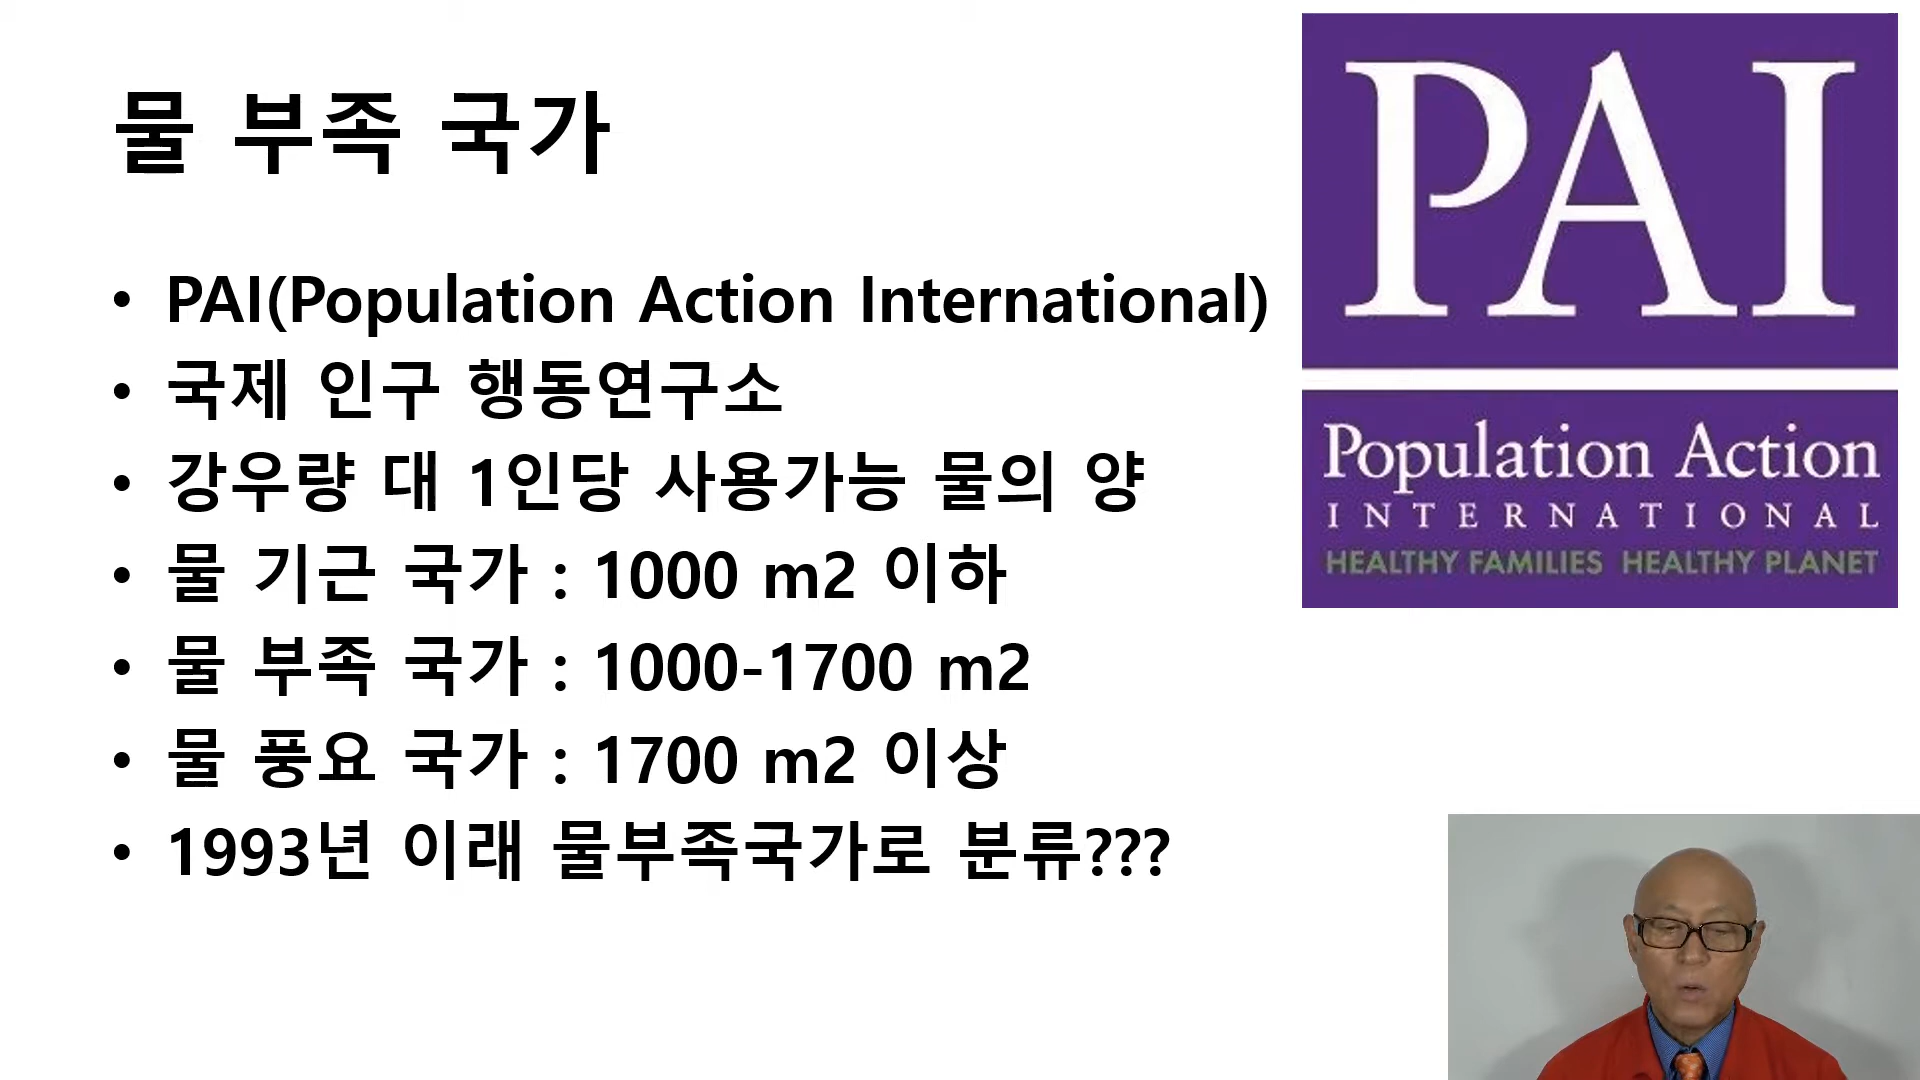 물 부족 국가
• PAI(Population Action International)
• 국제 인구 행동연구소
• 강우량 대 1인당 사용가능 물의 양
• 물 기근 국가 : 1000 m2 이하
• 물 부족 국가 : 1000-1700 m2
• 물 풍요 국가 : 1700 m2 이상
• 1993년 이래 물부족국가로 분류???
PAI
Population Action
INTERNATIONAL
HEALTHY FAMILIES HEALTHY PLANET